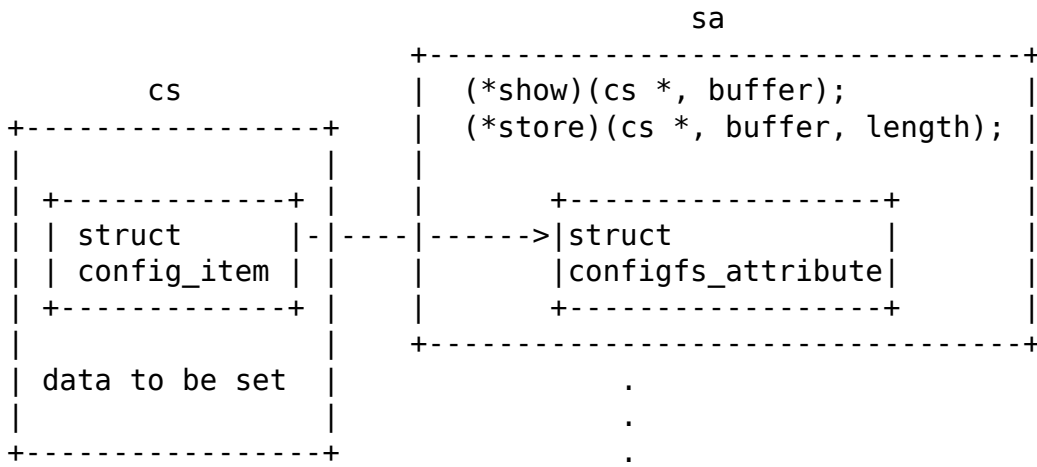 sa
cs
(*show)(cs *, buffer);
(*store)(cs *, buffer, length);
struct
config_item
struct
configfs_attribute
data to be set
.
.
.